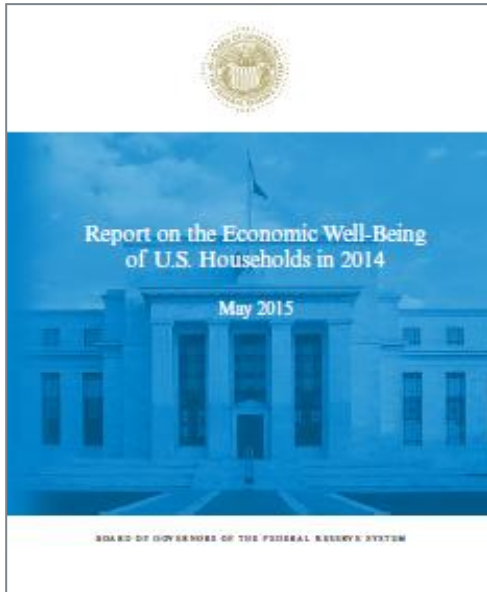 Report on the Economic Well-Being
of U.S. Households in 2014
May 2015
BOARD OF GOVERNORS OF THE FEDERAL RESERVE SYSTEM